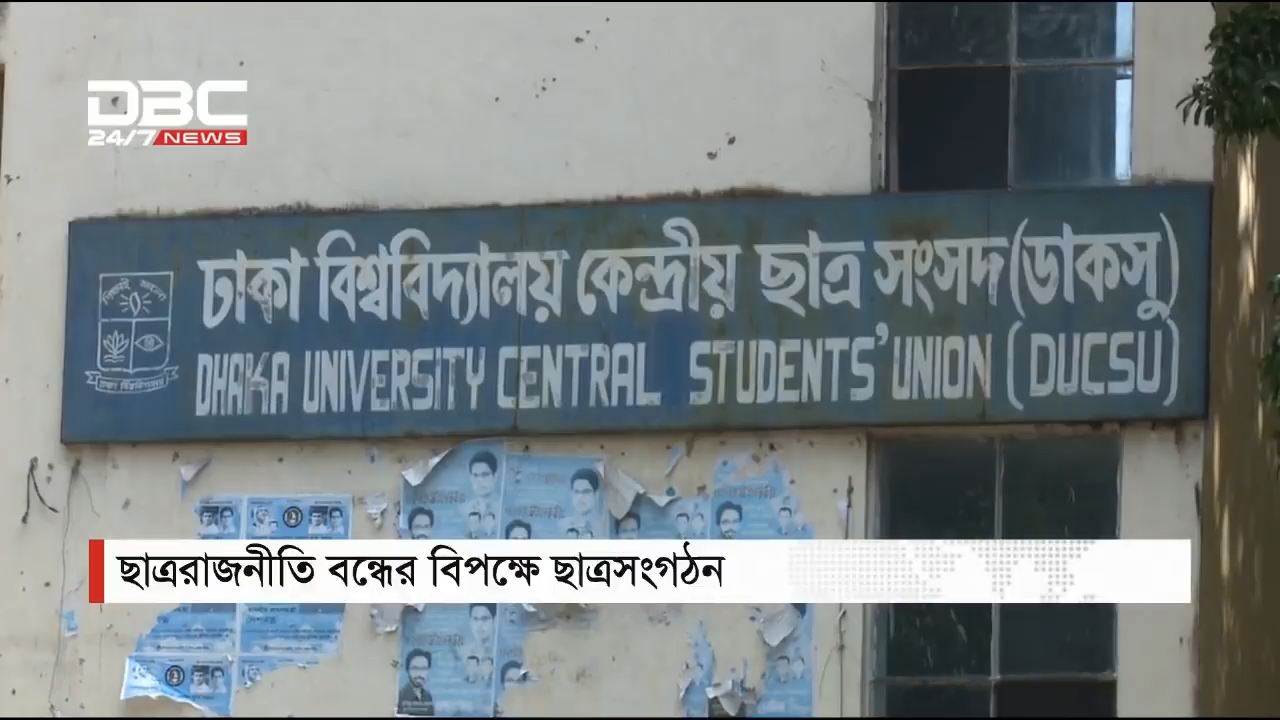 DBC
24/7 NEWS
ঢাকা বিশ্ববিদ্যালয় কেন্দ্রীয় ছাত্র সংসদ (ডাকসু)
DHAKA UNIVERSITY CENTRAL STUDENTS' UNION (DUCSU)
ছাত্ররাজনীতি বন্ধের বিপক্ষে ছাত্রসংগঠন